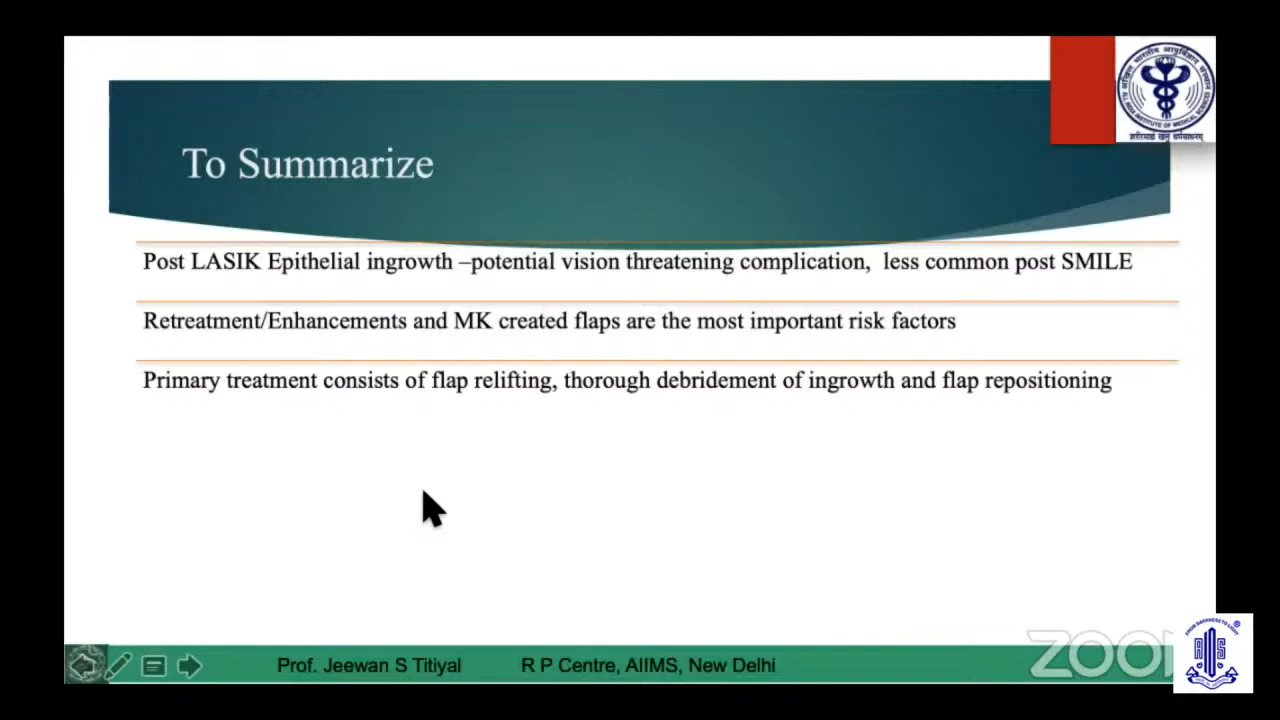 To Summarize
Post LASIK Epithelial ingrowth –potential vision threatening complication, less common post SMILE
Retreatment/Enhancements and MK created flaps are the most important risk factors
Primary treatment consists of flap relifting, thorough debridement of ingrowth and flap repositioning
Prof. Jeewan S Titiyal R P Centre, AIIMS, New Delhi